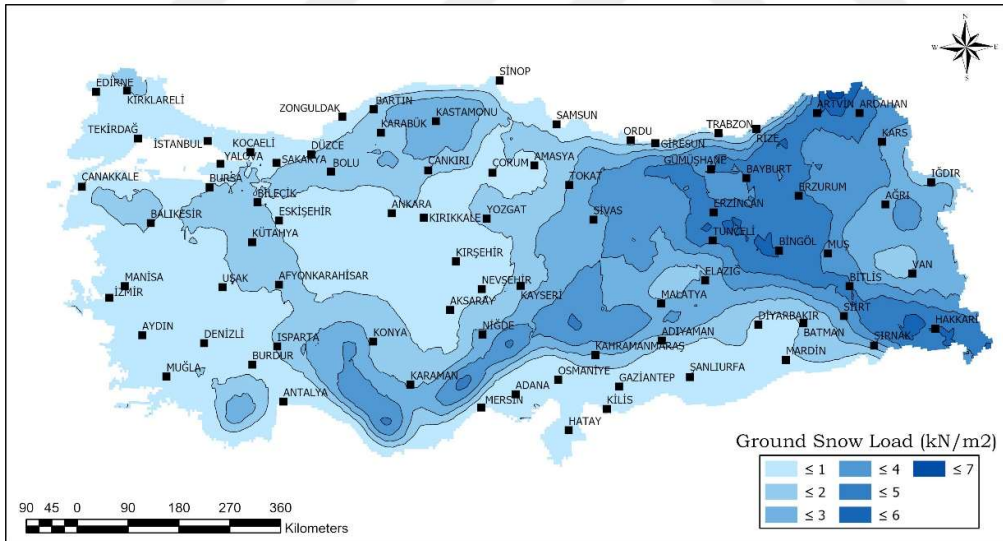 N
W
E
S
SİNOP
EDİRNE
KIRKLARELİ
ZONGULDAK
BARTIN
KASTAMONU
KARABÜK
SAMSUN
ARTVİN
ARDAHAN
TEKİRDAĞ
İSTANBUL
KOCAELİ
DÜZCE
SAKARYA
YALOVA
BOLU
ÇANKIRI
ÇORUM
AMASYA
ORDU
GİRESUN
TRABZON
RİZE
KARS
ÇANAKKALE
BURSA
BİLEÇİK
TOKAT
GÜMÜŞHANE
BAYBURT
ERZURUM
IĞDIR
AĞRI
BALIKESİR
ESKİŞEHİR
ANKARA
KIRIKKALE
YOZGAT
SİVAS
ERZİNCAN
KÜTAHYA
TUNCELİ
BİNGÖL
MUŞ
KIRŞEHİR
VAN
MANİSA
İZMİR
UŞAK
AFYONKARAHİSAR
NEVŞEHİR
KAYSERİ
ELAZIĞ
BİTLİS
AKSARAY
MALATYA
SİİRT
AYDIN
DENİZLİ
ISPARTA
KONYA
NİĞDE
DİYARBAKIR
BATMAN
HAKKARİ
ŞIRNAK
ADIYAMAN
KAHRAMANMARAŞ
MARDİN
BURDUR
MUĞLA
KARAMAN
ANTALYA
MERSİN
ADANA
OSMANİYE
GAZİANTEP
ŞANLIURFA
KİLİS
HATAY
Ground Snow Load (kN/m2)
≤ 1
≤ 4
≤ 7
≤ 2
≤ 5
≤ 3
≤ 6
90 45 0 90 180 270 360
Kilometers